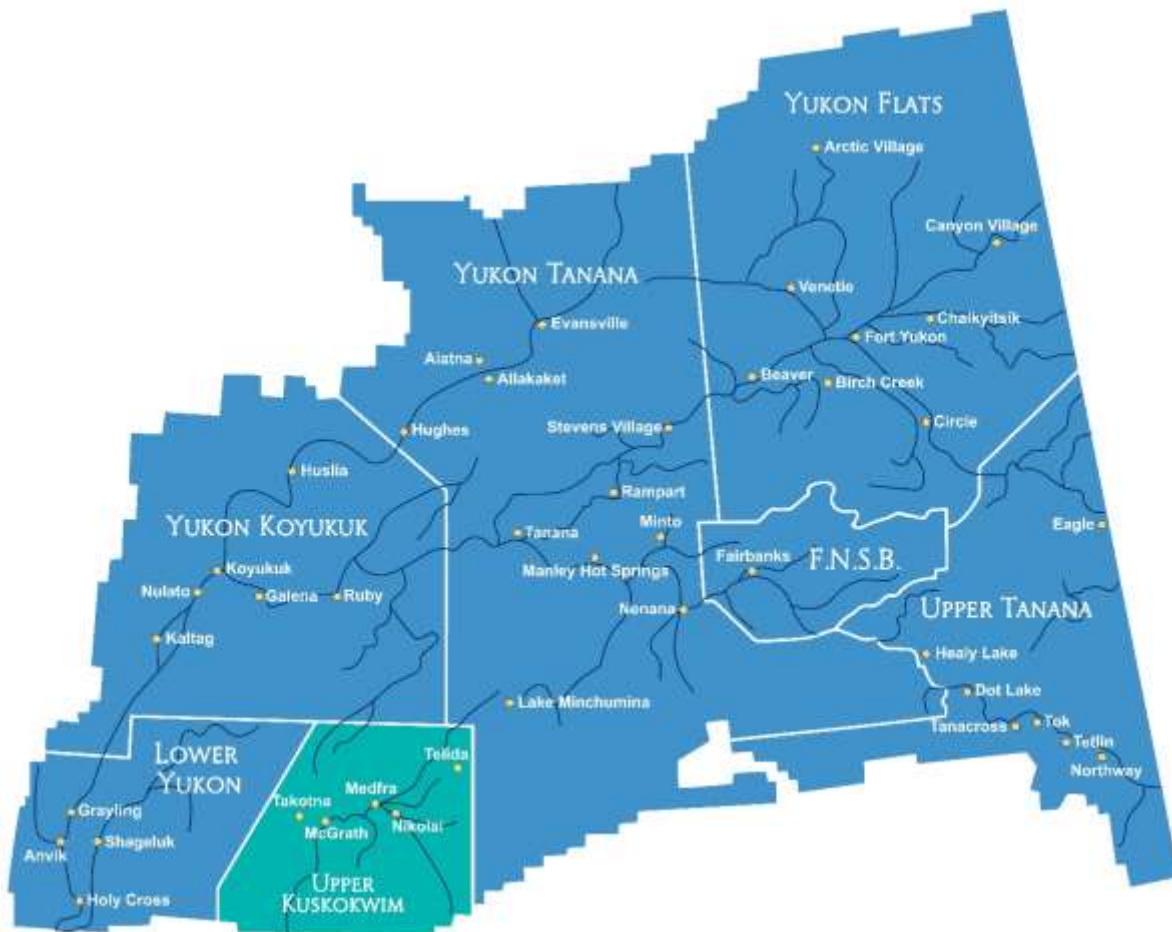 YUKON FLATS
Arctic Village
Canyon Village
YUKON TANANA
Venetie
Evansville
Chalkyitsik
Fort Yukon
Alatna
Allakaket
Beaver
Birch Creek
Hughes
Stevens Village
Circle
Huslia
Rampart
YUKON KOYUKUK
Tanana
Minto
Eagle
Manley Hot Springs
Fairbanks
F.N.S.B.
Koyukuk
Nulato
Galena
Ruby
Nenana
UPPER TANANA
Kaltag
Healy Lake
Dot Lake
Lake Minchumina
Tanacross
Tok
Tetlin
Northway
LOWER
YUKON
Telida
Medfra
Takotna
McGrath
Nikolai
Grayling
Anvik
Shageluk
Holy Cross
UPPER
KUSKOKWIM